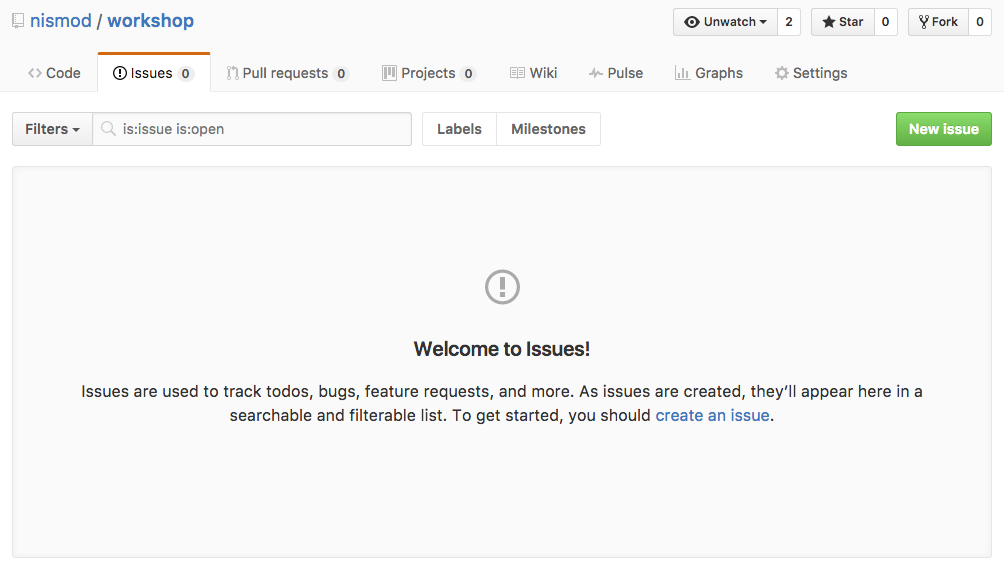 nismod / workshop
Unwatch 2
Star 0
Fork 0
Code
Issues 0
Pull requests 0
Projects 0
Wiki
Pulse
Graphs
Settings
Filters
is:issue is:open
Labels
Milestones
New issue
Welcome to Issues!
Issues are used to track todos, bugs, feature requests, and more. As issues are created, they’ll appear here in a
searchable and filterable list. To get started, you should create an issue.